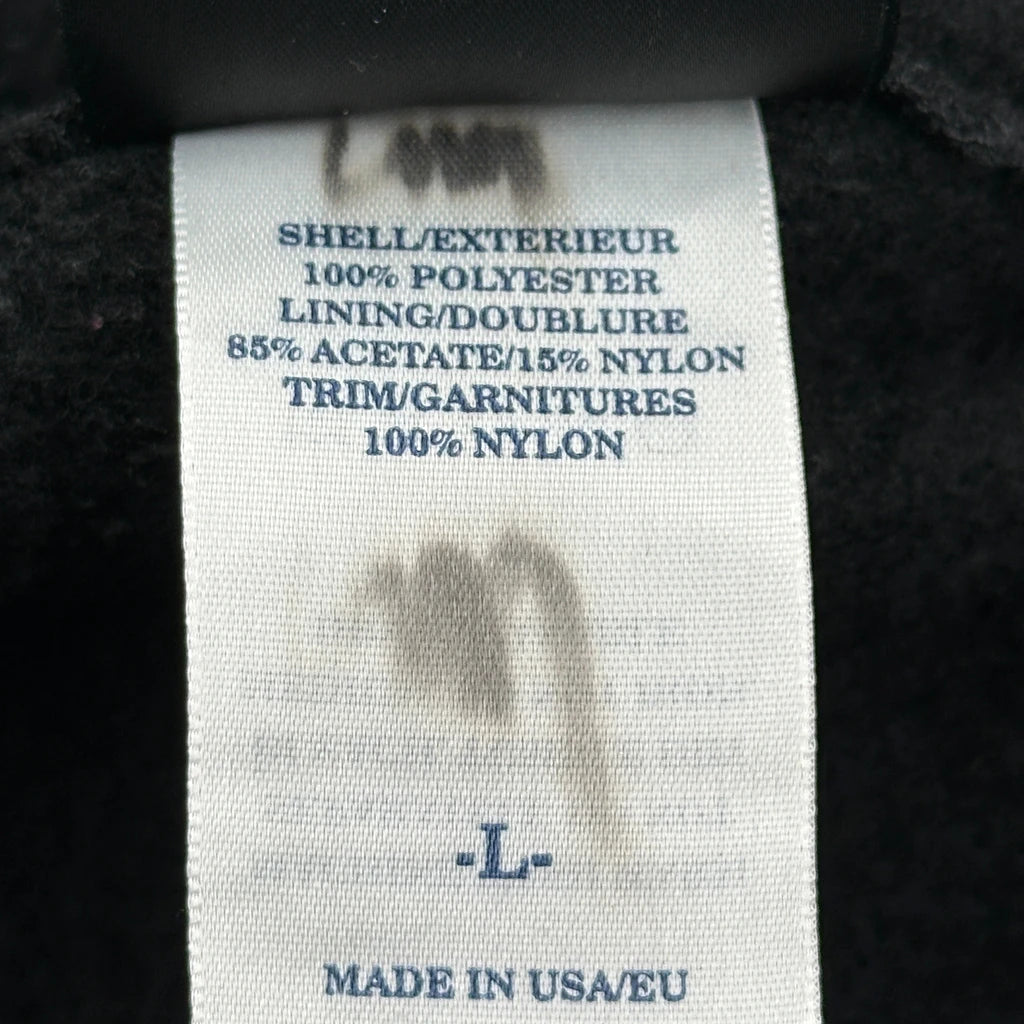 SHELL/EXTERIEUR
100% POLYESTER
LINING/DOUBLURE
85% ACETATE/15% NYLON
TRIM/GARNITURES
100% NYLON
-L-
MADE IN USA/EU